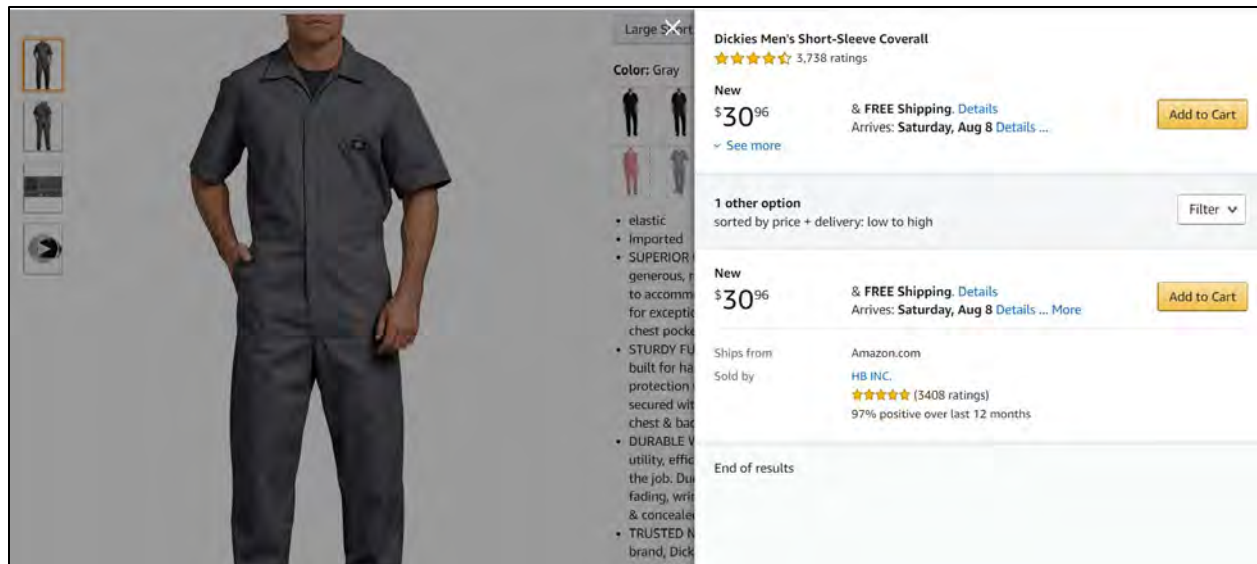 Large Short
Color: Gray
• elastic
• Imported
• SUPERIOR
generous,
to accomm
for exceptic
chest pocke
• STURDY FU
built for ha
protection
secured wit
chest & bac
• DURABLE W
utility, effic
the job. Du
fading, wri
& conceale
• TRUSTED N
brand, Dick
Dickies Men's Short-Sleeve Coverall
3,738 ratings
New
$30 96
& FREE Shipping. Details
Arrives: Saturday, Aug 8 Details ...
See more
Add to Cart
1 other option
sorted by price + delivery: low to high
Filter
New
$30 96
& FREE Shipping. Details
Arrives: Saturday, Aug 8 Details ... More
Add to Cart
Ships from Amazon.com
Sold by HB INC.
(3408 ratings)
97% positive over last 12 months
End of results